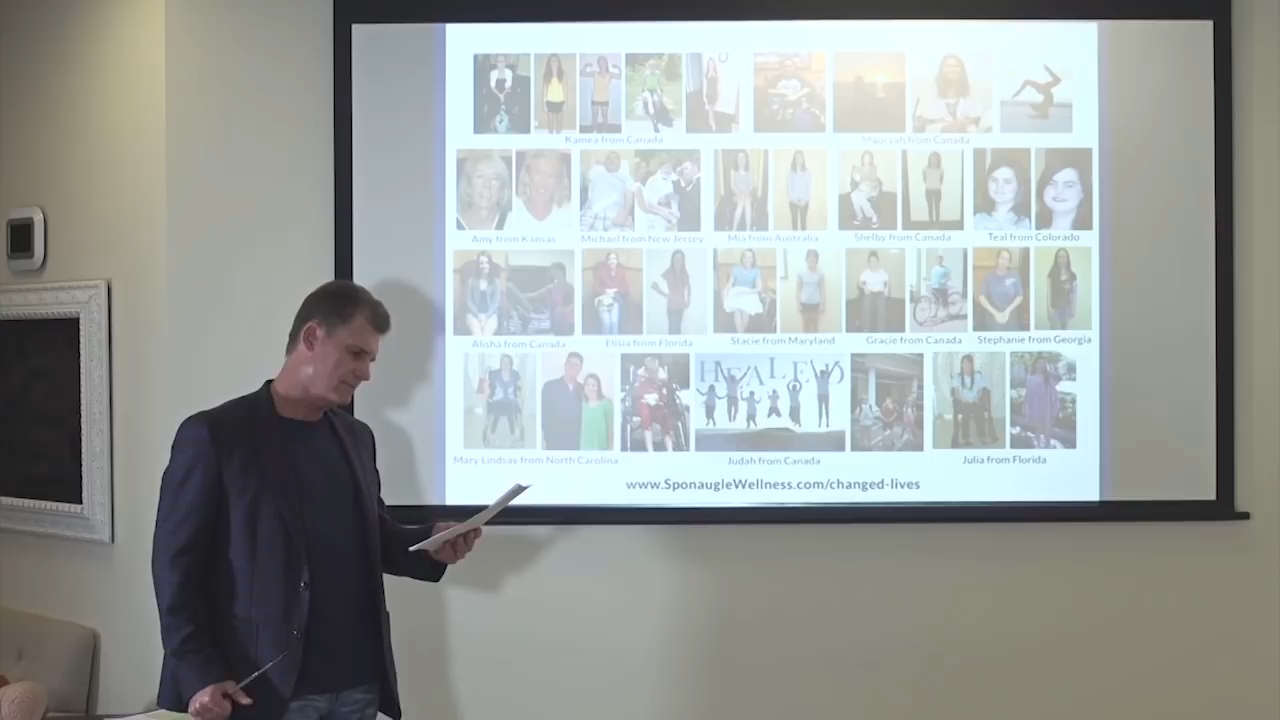 Kamea from Canada
Mauryah from Canada
Amy from Kansas
Michael from New Jersey
Mia from Australia
Shelby from Canada
Teal from Colorado
Alisha from Canada
Elisia from Florida
Stacie from Maryland
Gracie from Canada
Stephanie from Georgia
HEALED
Mary Lindsay from North Carolina
Judah from Canada
Julia from Florida
www.SponaugleWellness.com/changed-lives